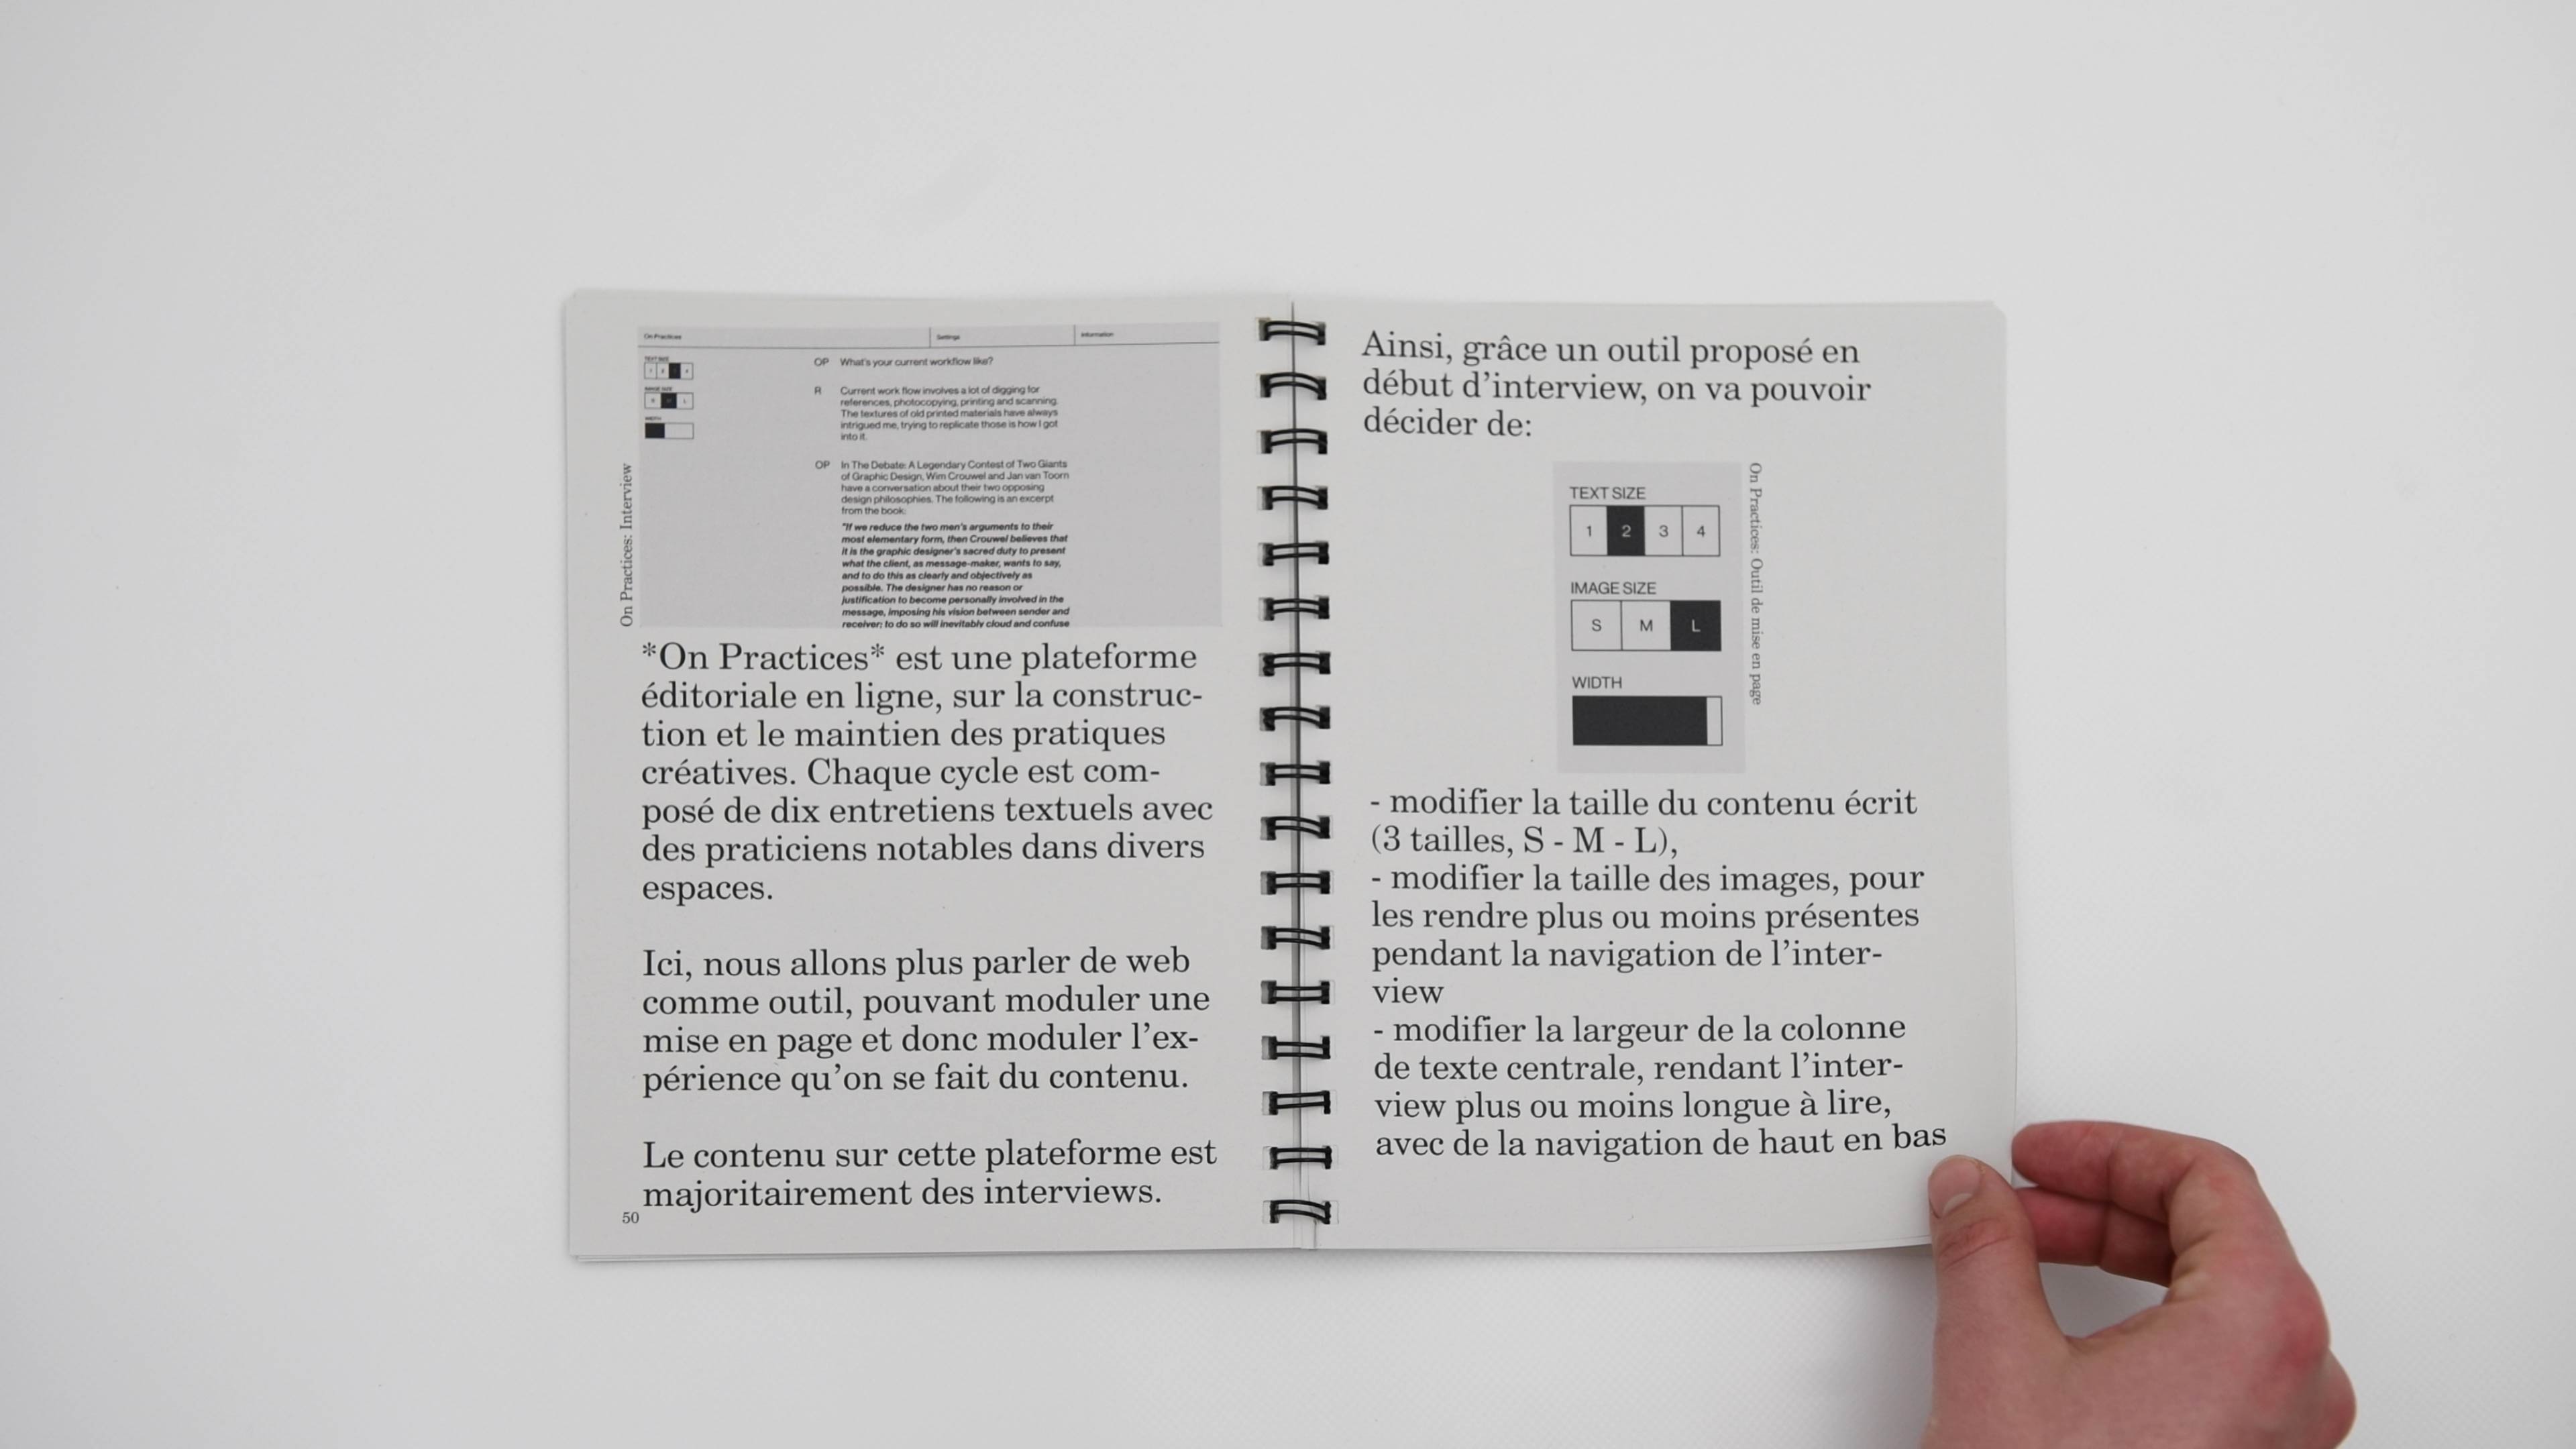 On Practices
Settings
Information
TEXT SIZE
IMAGE SIZE
WIDTH
OP What's your current workflow like?
R Current work flow involves a lot of digging for
references, photocopying, printing and scanning.
The textures of old printed materials have always
intrigued me, trying to replicate those is how I got
into it.
OP In The Debate: A Legendary Contest of Two Giants
of Graphic Design, Wim Crouwel and Jan van Toorn
have a conversation about their two opposing
design philosophies. The following is an excerpt
from the book:
"If we reduce the two men's arguments to their
most elementary form, then Crouwel believes that
it is the graphic designer's sacred duty to present
what the client, as message-maker, wants to say,
and to do this as clearly and objectively as
possible. The designer has no reason or
justification to become personally involved in the
message, imposing his vision between sender and
receiver; to do so will inevitably cloud and confuse
On Practices: Interview
*On Practices* est une plateforme
éditoriale en ligne, sur la construc-
tion et le maintien des pratiques
créatives. Chaque cycle est com-
posé de dix entretiens textuels avec
des praticiens notables dans divers
espaces.
Ici, nous allons plus parler de web
comme outil, pouvant moduler une
mise en page et donc moduler l'ex-
périence qu'on se fait du contenu.
Le contenu sur cette plateforme est
majoritairement des interviews.
50
Ainsi, grâce un outil proposé en
début d'interview, on va pouvoir
décider de:
TEXT SIZE
1 2 3 4
IMAGE SIZE
S M L
WIDTH
On Practices: Outil de mise en page
- modifier la taille du contenu écrit
(3 tailles, S - M - L),
- modifier la taille des images, pour
les rendre plus ou moins présentes
pendant la navigation de l'inter-
view
- modifier la largeur de la colonne
de texte centrale, rendant l'inter-
view plus ou moins longue à lire,
avec de la navigation de haut en bas